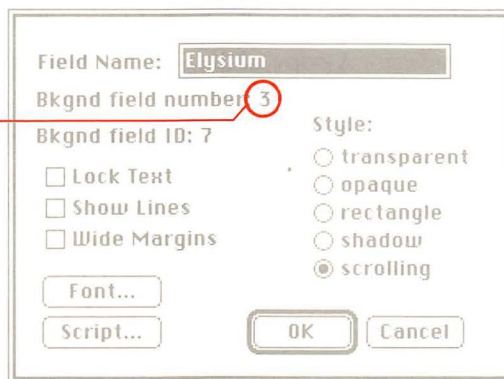 Field Name: Elysium
Bkgnd field number: 3
Bkgnd field ID: 7
Style:
Lock Text
Show Lines
Wide Margins
transparent
opaque
rectangle
shadow
scrolling
Font...
Script...
OK
Cancel